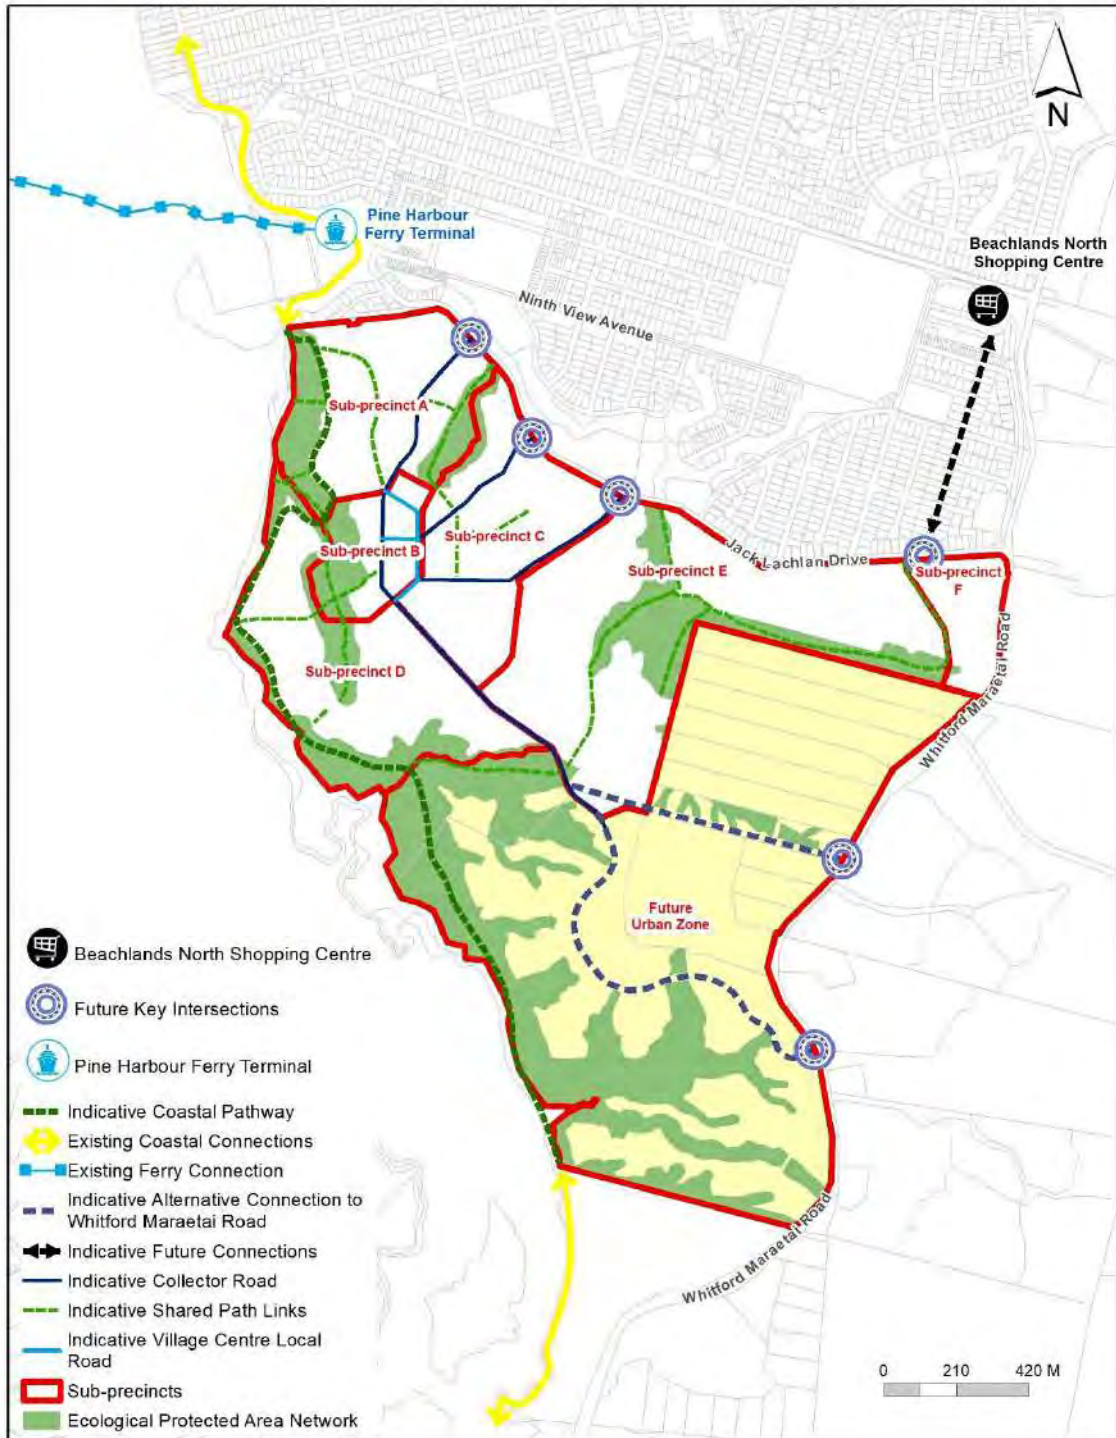 N
Pine Harbour
Ferry Terminal
Beachlands North
Shopping Centre
Ninth View Avenue
Sub-precinct A
Sub-precinct B
Sub-precinct C
Jack Lachlan Drive
Sub-precinct E
Sub-precinct
F
Sub-precinct D
Whitford Maraetai Road
Future
Urban Zone
Whitford Maraetai Road
Beachlands North Shopping Centre
Future Key Intersections
Pine Harbour Ferry Terminal
Indicative Coastal Pathway
Existing Coastal Connections
Existing Ferry Connection
Indicative Alternative Connection to
Whitford Maraetai Road
Indicative Future Connections
Indicative Collector Road
Indicative Shared Path Links
Indicative Village Centre Local
Road
Sub-precincts
Ecological Protected Area Network
0 210 420 M